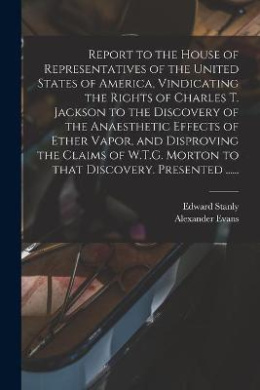 Report to the House of
Representatives of the United
States of America, Vindicating
the Rights of Charles T.
Jackson to the Discovery of
the Anaesthetic Effects of
Ether Vapor, and Disproving
the Claims of W.T.G. Morton
to That Discovery. Presented ......
Edward Stanly
Alexander Evans